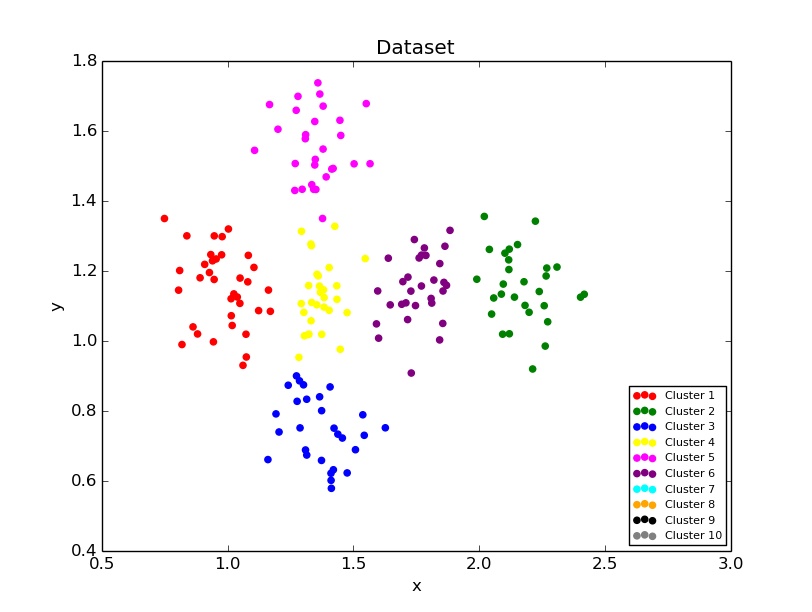 Dataset
1.8
1.6
1.4
1.2
1.0
0.8
0.6
0.4
y
0.5
1.0
1.5
2.0
2.5
3.0
x
Cluster 1
Cluster 2
Cluster 3
Cluster 4
Cluster 5
Cluster 6
Cluster 7
Cluster 8
Cluster 9
Cluster 10